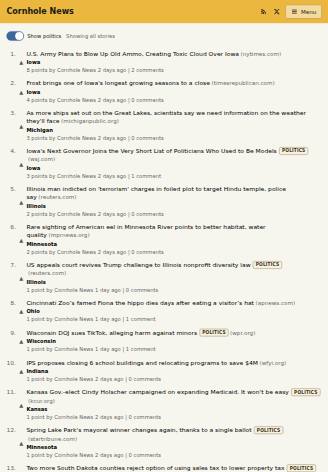 Cornhole News
Menu
Show politics Showing all stories
1. U.S. Army Plans to Blow Up Old Ammo, Creating Toxic Cloud Over Iowa (nytimes.com)
Iowa
8 points by Cornhole News 2 days ago | 2 comments
2. Frost brings one of Iowa's longest growing seasons to a close (timesrepublican.com)
Iowa
4 points by Cornhole News 2 days ago | 0 comments
3. As more ships set out on the Great Lakes, scientists say we need information on the weather
they'll face (michiganpublic.org)
Michigan
3 points by Cornhole News 2 days ago | 0 comments
4. Iowa's Next Governor Joins the Very Short List of Politicians Who Used to Be Models POLITICS
(wsj.com)
Iowa
3 points by Cornhole News 2 days ago | 1 comment
5. Illinois man indicted on 'terrorism' charges in foiled plot to target Hindu temple, police
say (reuters.com)
Illinois
2 points by Cornhole News 2 days ago | 0 comments
6. Rare sighting of American eel in Minnesota River points to better habitat, water
quality (mprnews.org)
Minnesota
2 points by Cornhole News 2 days ago | 0 comments
7. US appeals court revives Trump challenge to Illinois nonprofit diversity law POLITICS
(reuters.com)
Illinois
1 point by Cornhole News 1 day ago | 0 comments
8. Cincinnati Zoo's famed Fiona the hippo dies days after eating a visitor's hat (apnews.com)
Ohio
1 point by Cornhole News 1 day ago | 1 comment
9. Wisconsin DOJ sues TikTok, alleging harm against minors POLITICS (wpr.org)
Wisconsin
1 point by Cornhole News 1 day ago | 1 comment
10. IPS proposes closing 6 school buildings and relocating programs to save $4M (wfyi.org)
Indiana
1 point by Cornhole News 2 days ago | 0 comments
11. Kansas Gov.-elect Cindy Holscher campaigned on expanding Medicaid. It won't be easy POLITICS
(kcur.org)
Kansas
1 point by Cornhole News 2 days ago | 0 comments
12. Spring Lake Park's mayoral winner changes again, thanks to a single ballot POLITICS
(startribune.com)
Minnesota
1 point by Cornhole News 2 days ago | 0 comments
13. Two more South Dakota counties reject option of using sales tax to lower property tax POLITICS